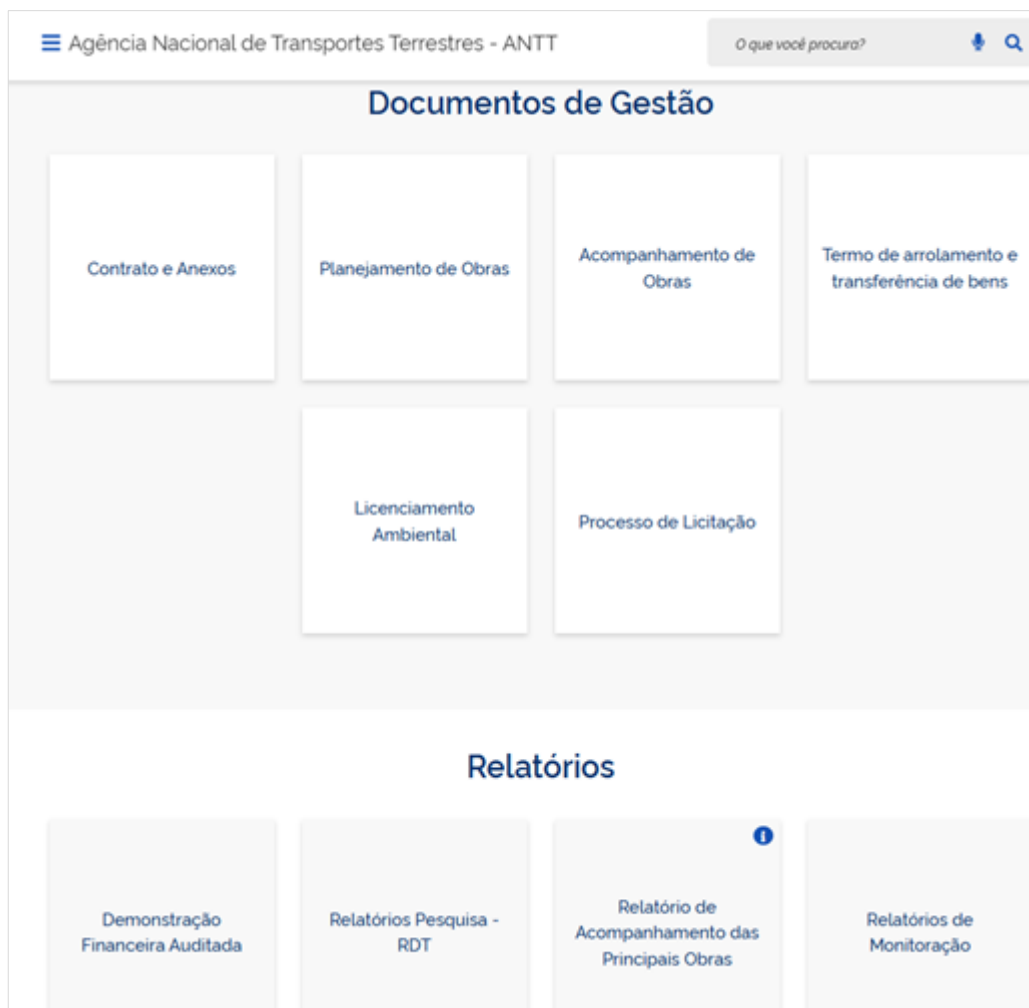 Agência Nacional de Transportes Terrestres - ANTT
O que você procura?
Documentos de Gestão
Contrato e Anexos
Planejamento de Obras
Acompanhamento de
Obras
Termo de arrolamento e
transferência de bens
Licenciamento
Ambiental
Processo de Licitação
Relatórios
Demonstração
Financeira Auditada
Relatórios Pesquisa -
RDT
Relatório de
Acompanhamento das
Principais Obras
Relatórios de
Monitoração